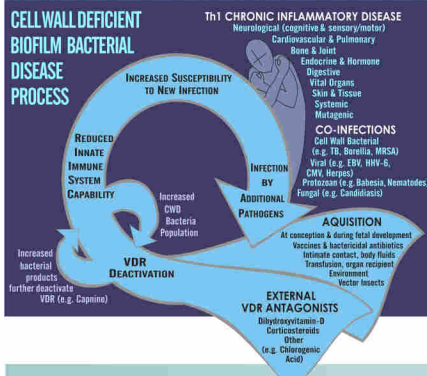 CELL WALL DEFICIENT
BIOFILM BACTERIAL
DISEASE
PROCESS
Th1 CHRONIC INFLAMMATORY DISEASE
Neurological (cognitive & sensory/motor)
Cardiovascular & Pulmonary
Bone & Joint
Endocrine & Hormone
Digestive
Vital Organs
Skin & Tissue
Systemic
Mutagenic
CO-INFECTIONS
Cell Wall Bacterial
(e.g. TB, Borellia, MRSA)
Viral (e.g. EBV, HHV-6,
CMV, Herpes)
Protozoan (e.g. Babesia, Nematodes)
Fungal (e.g. Candidiasis)
INCREASED SUSCEPTIBILITY
TO NEW INFECTION
REDUCED
INNATE
IMMUNE
SYSTEM
CAPABILITY
INFECTION
BY
ADDITIONAL
PATHOGENS
Increased
CWD
Bacteria
Population
Increased
bacterial
products
further deactivate
VDR (e.g. Capnine)
VDR
DEACTIVATION
AQUISITION
At conception & during fetal development
Vaccines & bactericidal antibiotics
Intimate contact, body fluids
Transfusion, organ recipient
Environment
Vector Insects
EXTERNAL
VDR ANTAGONISTS
Dihydroxyvitamin-D
Corticosteroids
Other
(e.g. Chlorogenic
Acid)